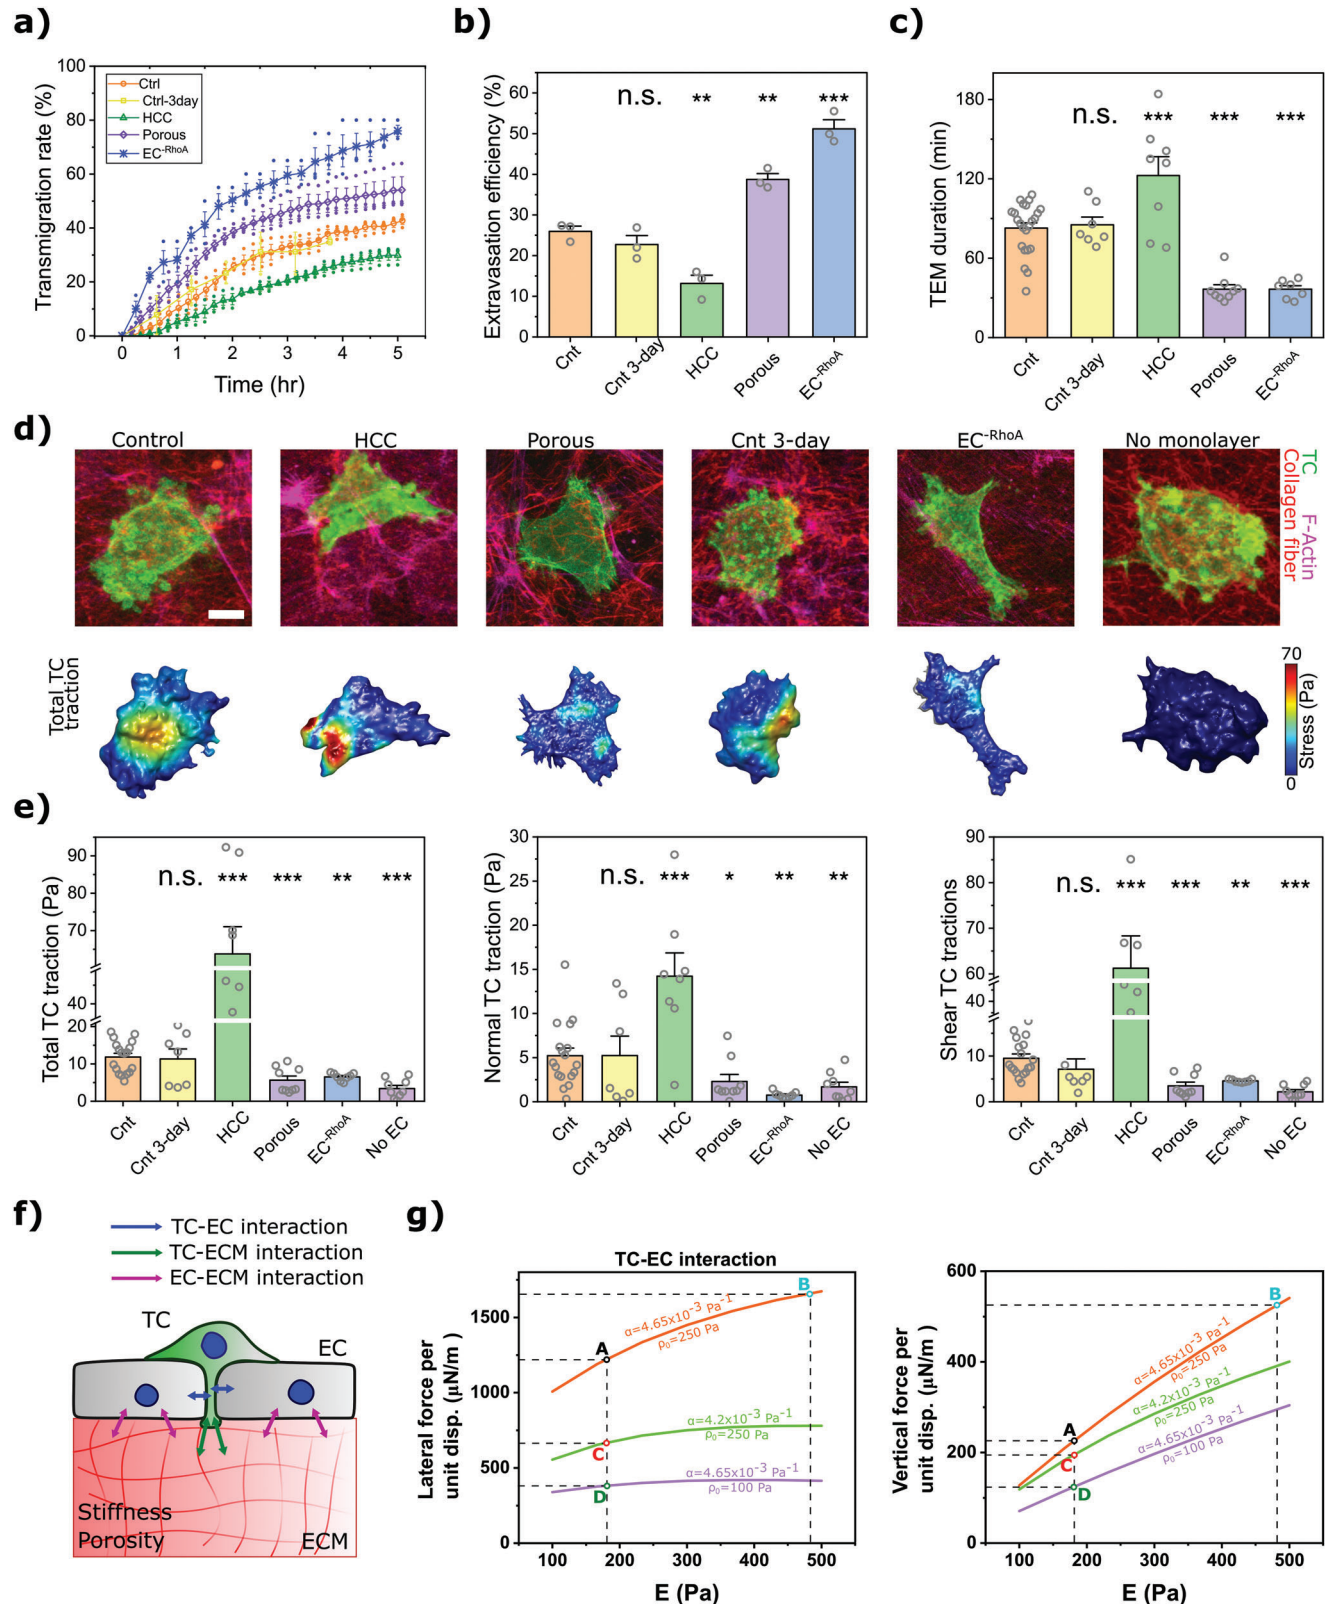 a)
Transmigration rate (%)
100
80
60
40
20
0
Ctrl
Ctrl-3day
HCC
Porous
EC-RhoA
0 1 2 3 4 5
Time (hr)
b)
Extravasation efficiency (%)
60
50
40
30
20
10
0
n.s. ** ** ***
Cnt Cnt 3-day HCC Porous EC-RhoA
c)
TEM duration (min)
180
120
60
0
n.s. *** *** ***
Cnt Cnt 3-day HCC Porous EC-RhoA
d)
Control HCC Porous Cnt 3-day EC-RhoA No monolayer
TC F-Actin
Collagen fiber
Total TC
traction
70
Stress (Pa)
0
e)
Total TC traction (Pa)
90
70
40
20
10
0
n.s. *** *** ** ***
Cnt Cnt 3-day HCC Porous EC-RhoA No EC
Normal TC traction (Pa)
30
25
20
15
10
5
0
n.s. *** * ** **
Cnt Cnt 3-day HCC Porous EC-RhoA No EC
Shear TC tractions
90
80
70
60
40
10
0
n.s. *** *** ** ***
Cnt Cnt 3-day HCC Porous EC-RhoA No EC
f)
TC-EC interaction
TC-ECM interaction
EC-ECM interaction
TC
EC
Stiffness
Porosity
ECM
g)
TC-EC interaction
Lateral force per
unit disp. (µN/m )
1500
1000
500
0
A
B
C
D
α=4.65x10-3 Pa-1
ρ0=250 Pa
α=4.2x10-3 Pa-1
ρ0=250 Pa
α=4.65x10-3 Pa-1
ρ0=100 Pa
100 200 300 400 500
E (Pa)
Vertical force per
unit disp. (µN/m)
600
400
200
0
A
B
C
D
α=4.65x10-3 Pa-1
ρ0=250 Pa
α=4.2x10-3 Pa-1
ρ0=250 Pa
α=4.65x10-3 Pa-1
ρ0=100 Pa
100 200 300 400 500
E (Pa)